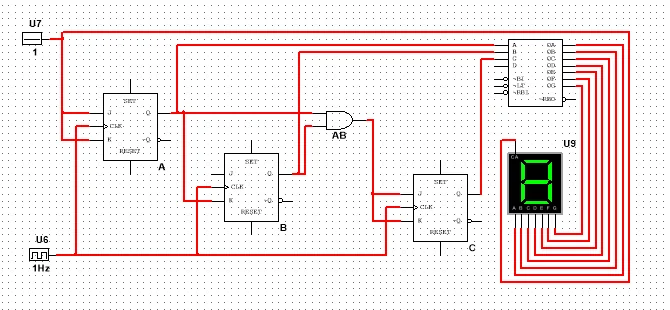 U7
1
A OA
B OB
C OC
D OD
OE
~BI OF
~LT OG
~RBI
~RBO
SET
J Q
CLK
K ~Q
RESET
A
AB
SET
J Q
CLK
K ~Q
RESET
B
SET
J Q
CLK
K ~Q
RESET
C
U9
CA
A B C D E F G
U6
1Hz